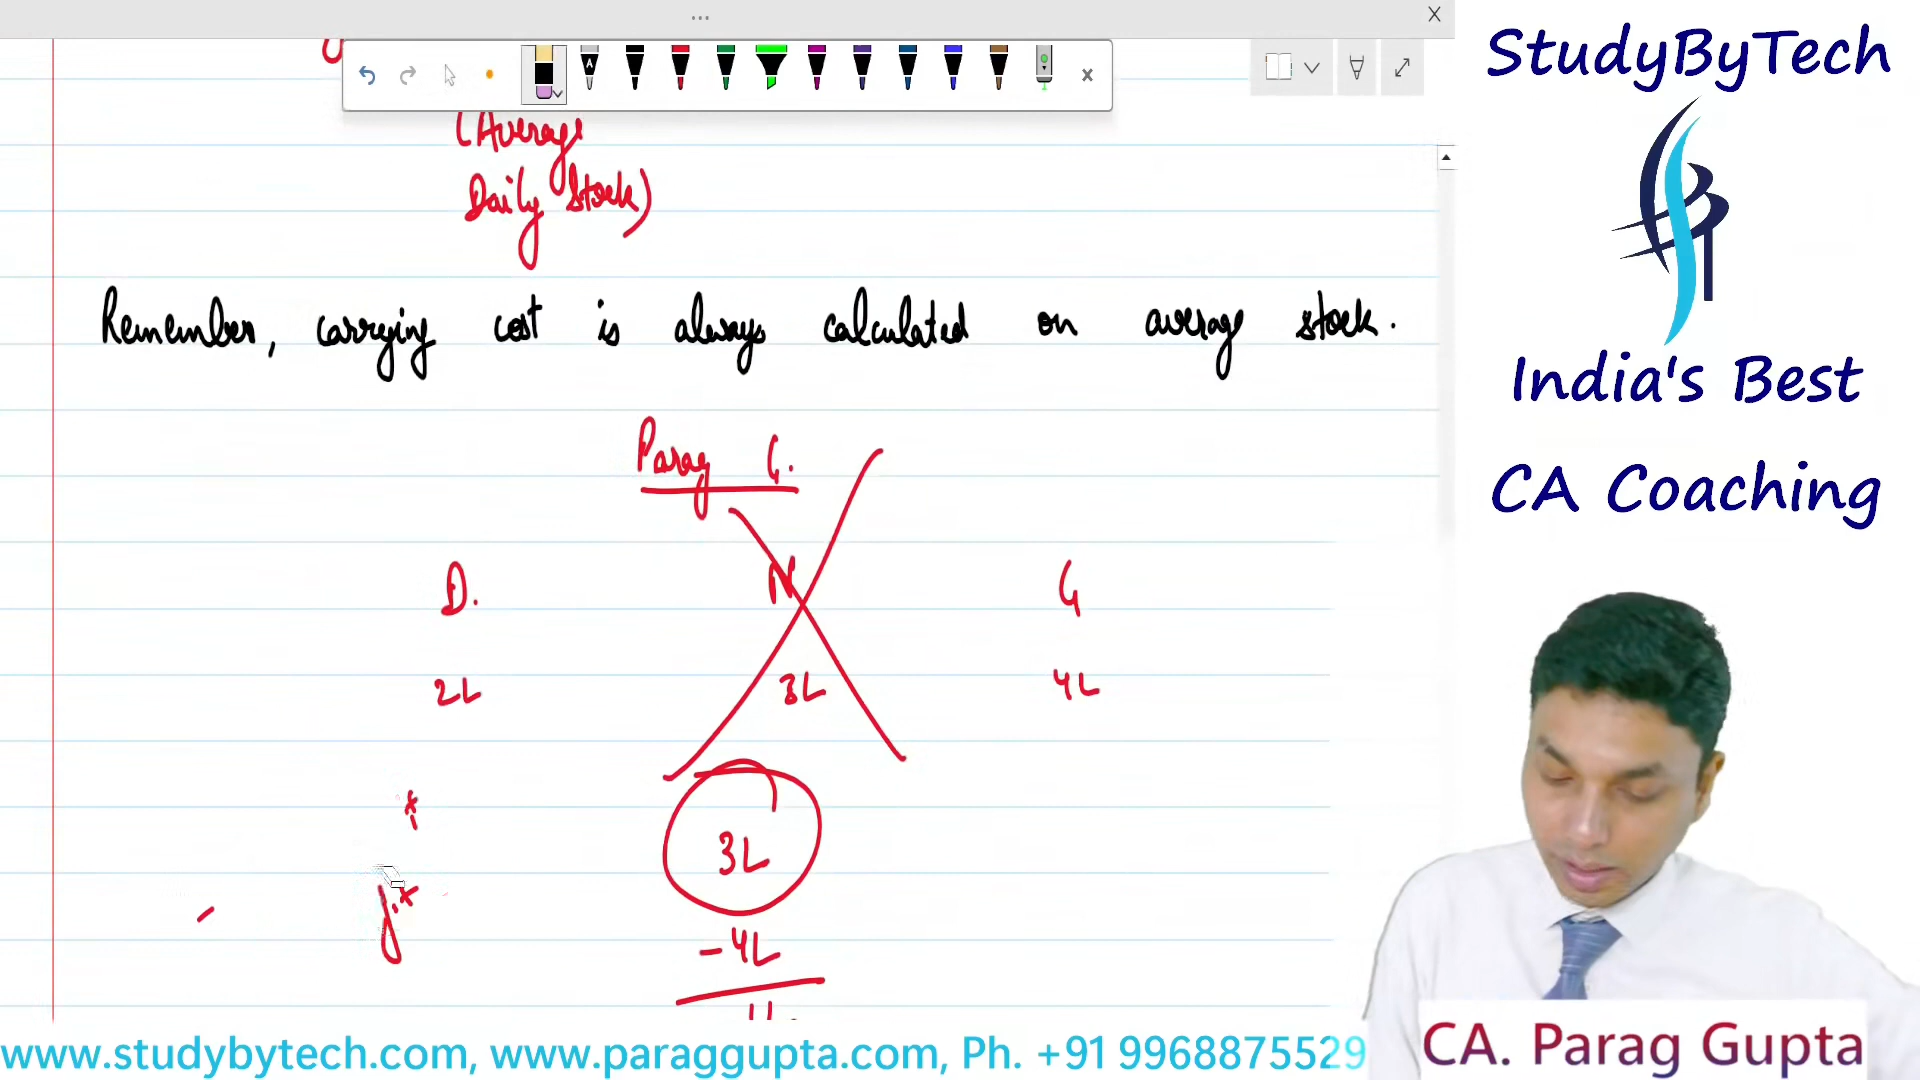 StudyByTech
(Average
Daily Stock)
Remember, carrying cost is always calculated on average stock.
India's Best
CA Coaching
Parag G.
D. N G
2L 3L 4L
3L
-4L
www.studybytech.com, www.paraggupta.com, Ph. +91 9968875529
CA. Parag Gupta